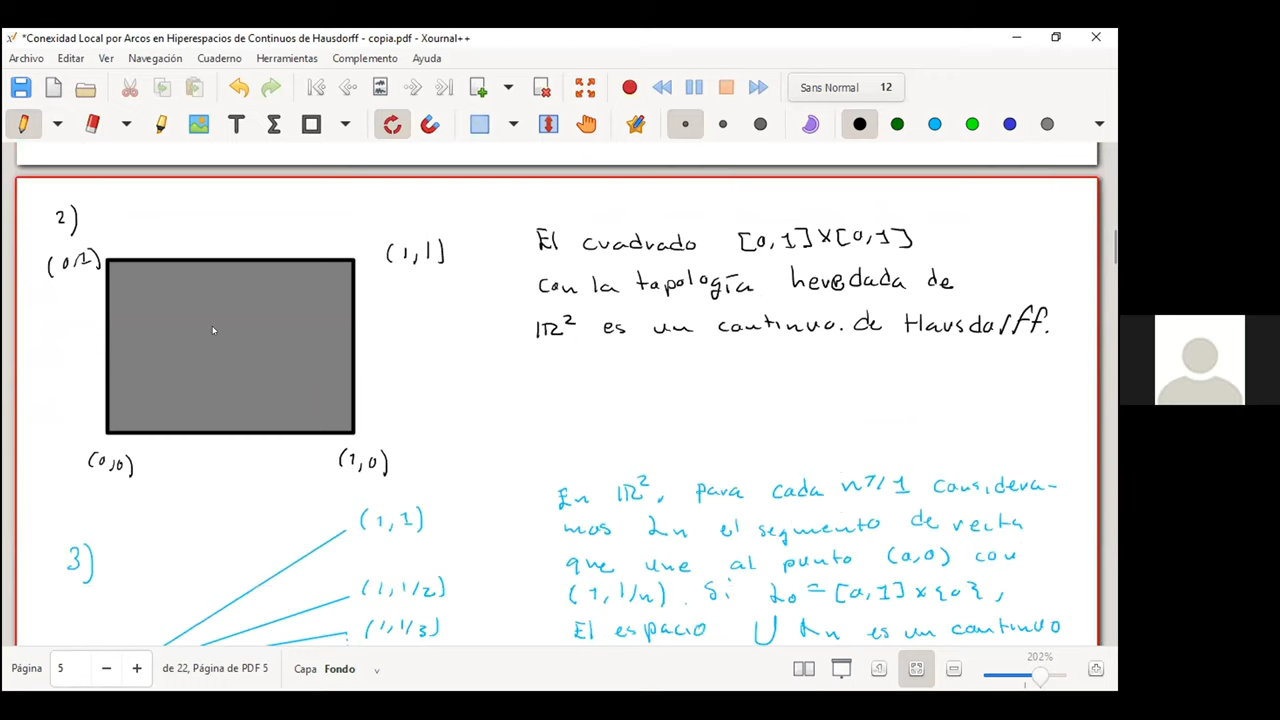 *Conexidad Local por Arcos en Hiperespacios de Continuos de Hausdorff - copia.pdf - Xournal++
Archivo Editar Ver Navegación Cuaderno Herramientas Complemento Ayuda
Sans Normal 12
2)
(0,1)
(1,1)
(0,0)
(1,0)
El cuadrado [0,1]×[0,1]
con la topología heredada de
ℝ² es un continuo. de Hausdorff.
3)
(1,1)
(1,1/2)
(1,1/3)
En ℝ², para cada n≥1 considera-
mos Ln el segmento de recta
que une al punto (0,0) con
(1,1/n). Si L0 = [0,1]×{0},
El espacio ⋃ Ln es un continuo
Página 5 de 22, Página de PDF 5 Capa Fondo
202%